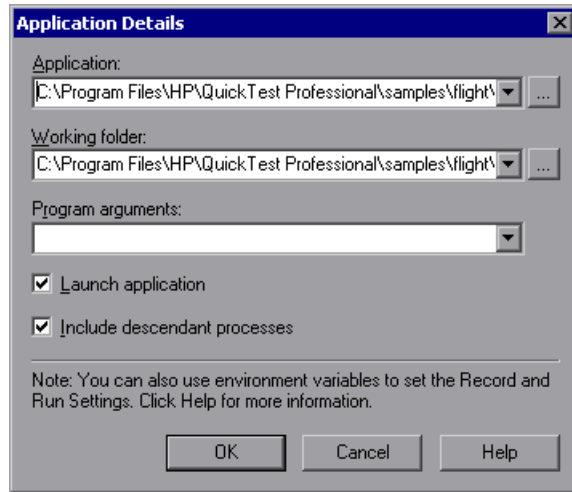 Application Details
Application:
C:\Program Files\HP\QuickTest Professional\samples\flight\
...
Working folder:
C:\Program Files\HP\QuickTest Professional\samples\flight\
...
Program arguments:
Launch application
Include descendant processes
Note: You can also use environment variables to set the Record and
Run Settings. Click Help for more information.
OK Cancel Help